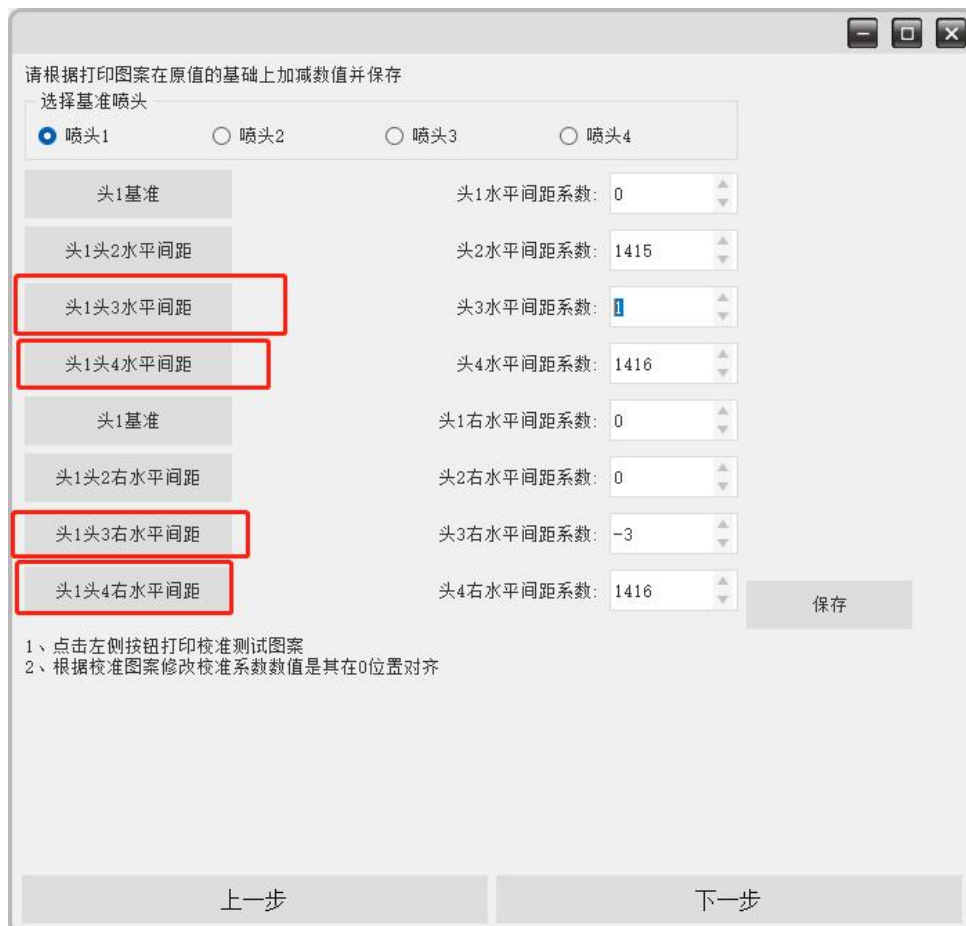 请根据打印图案在原值的基础上加减数值并保存
选择基准喷头
喷头1 喷头2 喷头3 喷头4
头1基准 头1水平间距系数: 0
头1头2水平间距 头2水平间距系数: 1415
头1头3水平间距 头3水平间距系数: 1
头1头4水平间距 头4水平间距系数: 1416
头1基准 头1右水平间距系数: 0
头1头2右水平间距 头2右水平间距系数: 0
头1头3右水平间距 头3右水平间距系数: -3
头1头4右水平间距 头4右水平间距系数: 1416
保存
1、点击左侧按钮打印校准测试图案
2、根据校准图案修改校准系数数值是其在0位置对齐
上一步 下一步